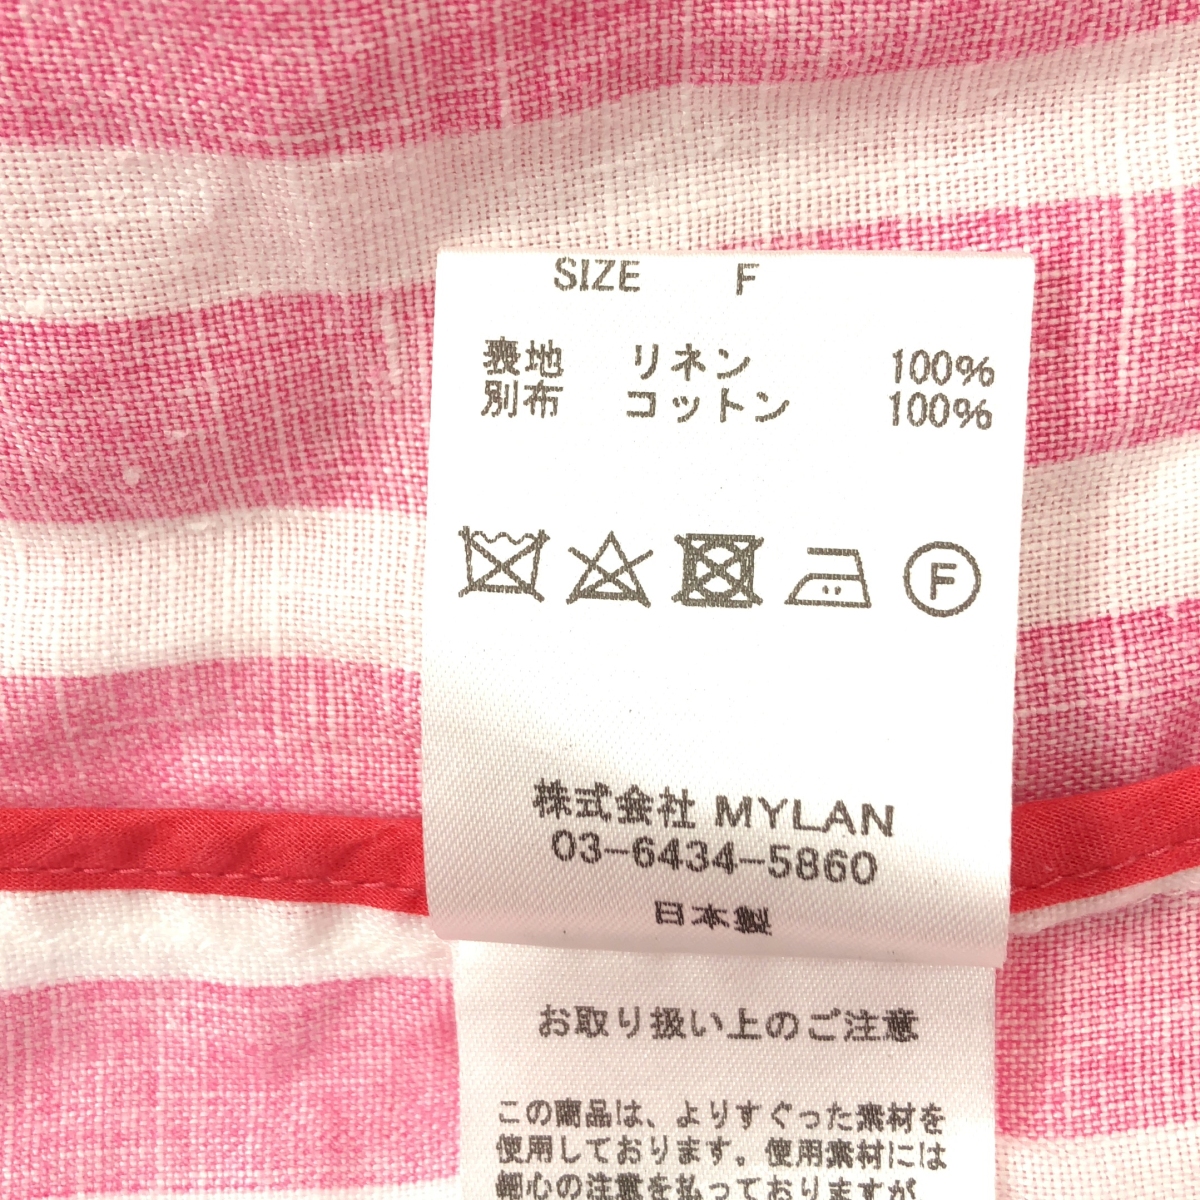 SIZE F
表地 リネン 100%
別布 コットン 100%
F
株式会社 MYLAN
03-6434-5860
日本製
お取り扱い上のご注意
この商品は、よりすぐった素材を
使用しております。使用素材には
細心の注意を払っておりますが